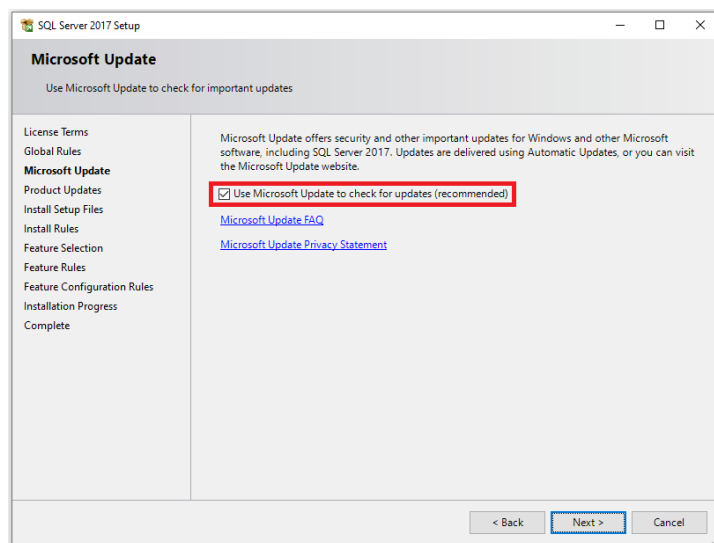 SQL Server 2017 Setup
Microsoft Update
Use Microsoft Update to check for important updates
License Terms
Global Rules
Microsoft Update
Product Updates
Install Setup Files
Install Rules
Feature Selection
Feature Rules
Feature Configuration Rules
Installation Progress
Complete
Microsoft Update offers security and other important updates for Windows and other Microsoft
software, including SQL Server 2017. Updates are delivered using Automatic Updates, or you can visit
the Microsoft Update website.
Use Microsoft Update to check for updates (recommended)
Microsoft Update FAQ
Microsoft Update Privacy Statement
< Back
Next >
Cancel